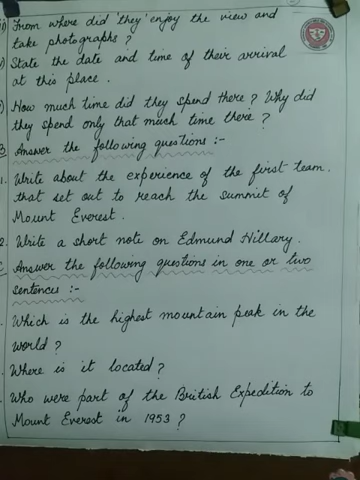 ii) From where did 'they' enjoy the view and
take photographs ?
) State the date and time of their arrival
at this place .
) How much time did they spend there ? Why did
they spend only that much time there ?
B. Answer the following questions :-
1. Write about the experience of the first team
that set out to reach the summit of
Mount Everest .
2. Write a short note on Edmund Hillary .
C. Answer the following questions in one or two
sentences :-
Which is the highest mountain peak in the
world ?
Where is it located ?
Who were part of the British Expedition to
Mount Everest in 1953 ?